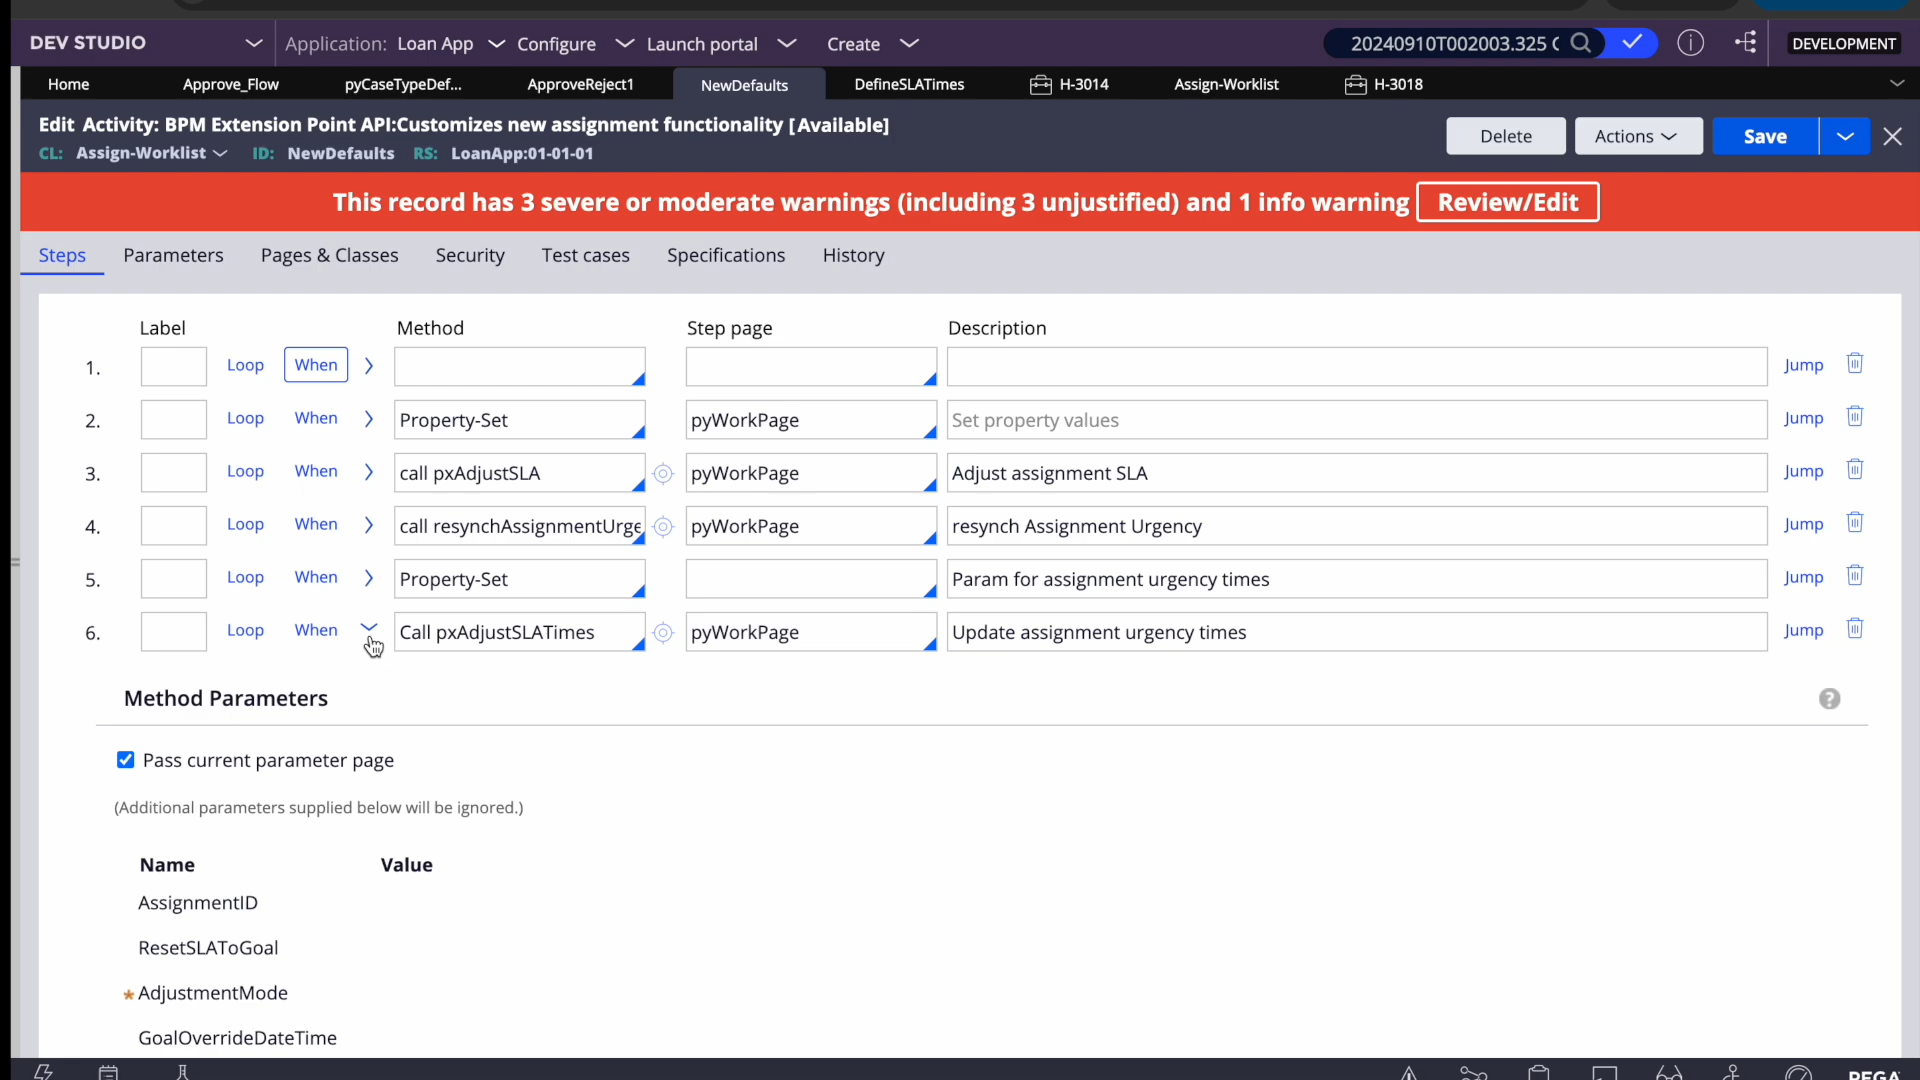 DEV STUDIO Application: Loan App Configure Launch portal Create 20240910T002003.325 DEVELOPMENT
Home Approve_Flow pyCaseTypeDef... ApproveReject1 NewDefaults DefineSLATimes H-3014 Assign-Worklist H-3018
Edit Activity: BPM Extension Point API:Customizes new assignment functionality [Available]
CL: Assign-Worklist ID: NewDefaults RS: LoanApp:01-01-01
Delete Actions Save
This record has 3 severe or moderate warnings (including 3 unjustified) and 1 info warning Review/Edit
Steps Parameters Pages & Classes Security Test cases Specifications History
Label Method Step page Description
1. Loop When Jump
2. Loop When Property-Set pyWorkPage Set property values Jump
3. Loop When call pxAdjustSLA pyWorkPage Adjust assignment SLA Jump
4. Loop When call resynchAssignmentUrge pyWorkPage resynch Assignment Urgency Jump
5. Loop When Property-Set Param for assignment urgency times Jump
6. Loop When Call pxAdjustSLATimes pyWorkPage Update assignment urgency times Jump
Method Parameters ?
Pass current parameter page
(Additional parameters supplied below will be ignored.)
Name Value
AssignmentID
ResetSLAToGoal
* AdjustmentMode
GoalOverrideDateTime
PEGA